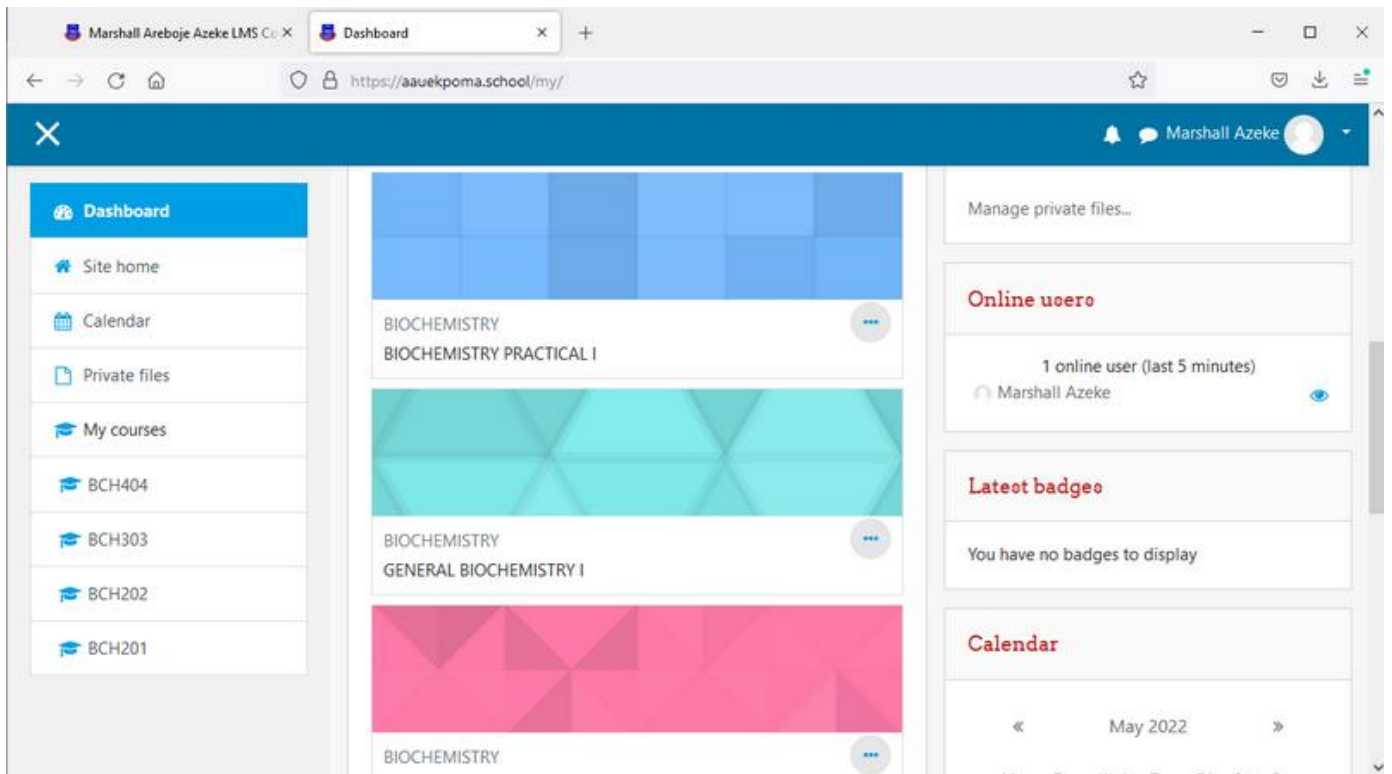 Marshall Areboje Azeke LMS Co
Dashboard
https://aauekpoma.school/my/
Marshall Azeke
Dashboard
Site home
Calendar
Private files
My courses
BCH404
BCH303
BCH202
BCH201
BIOCHEMISTRY
BIOCHEMISTRY PRACTICAL I
BIOCHEMISTRY
GENERAL BIOCHEMISTRY I
BIOCHEMISTRY
Manage private files...
Online users
1 online user (last 5 minutes)
Marshall Azeke
Latest badges
You have no badges to display
Calendar
« May 2022 »